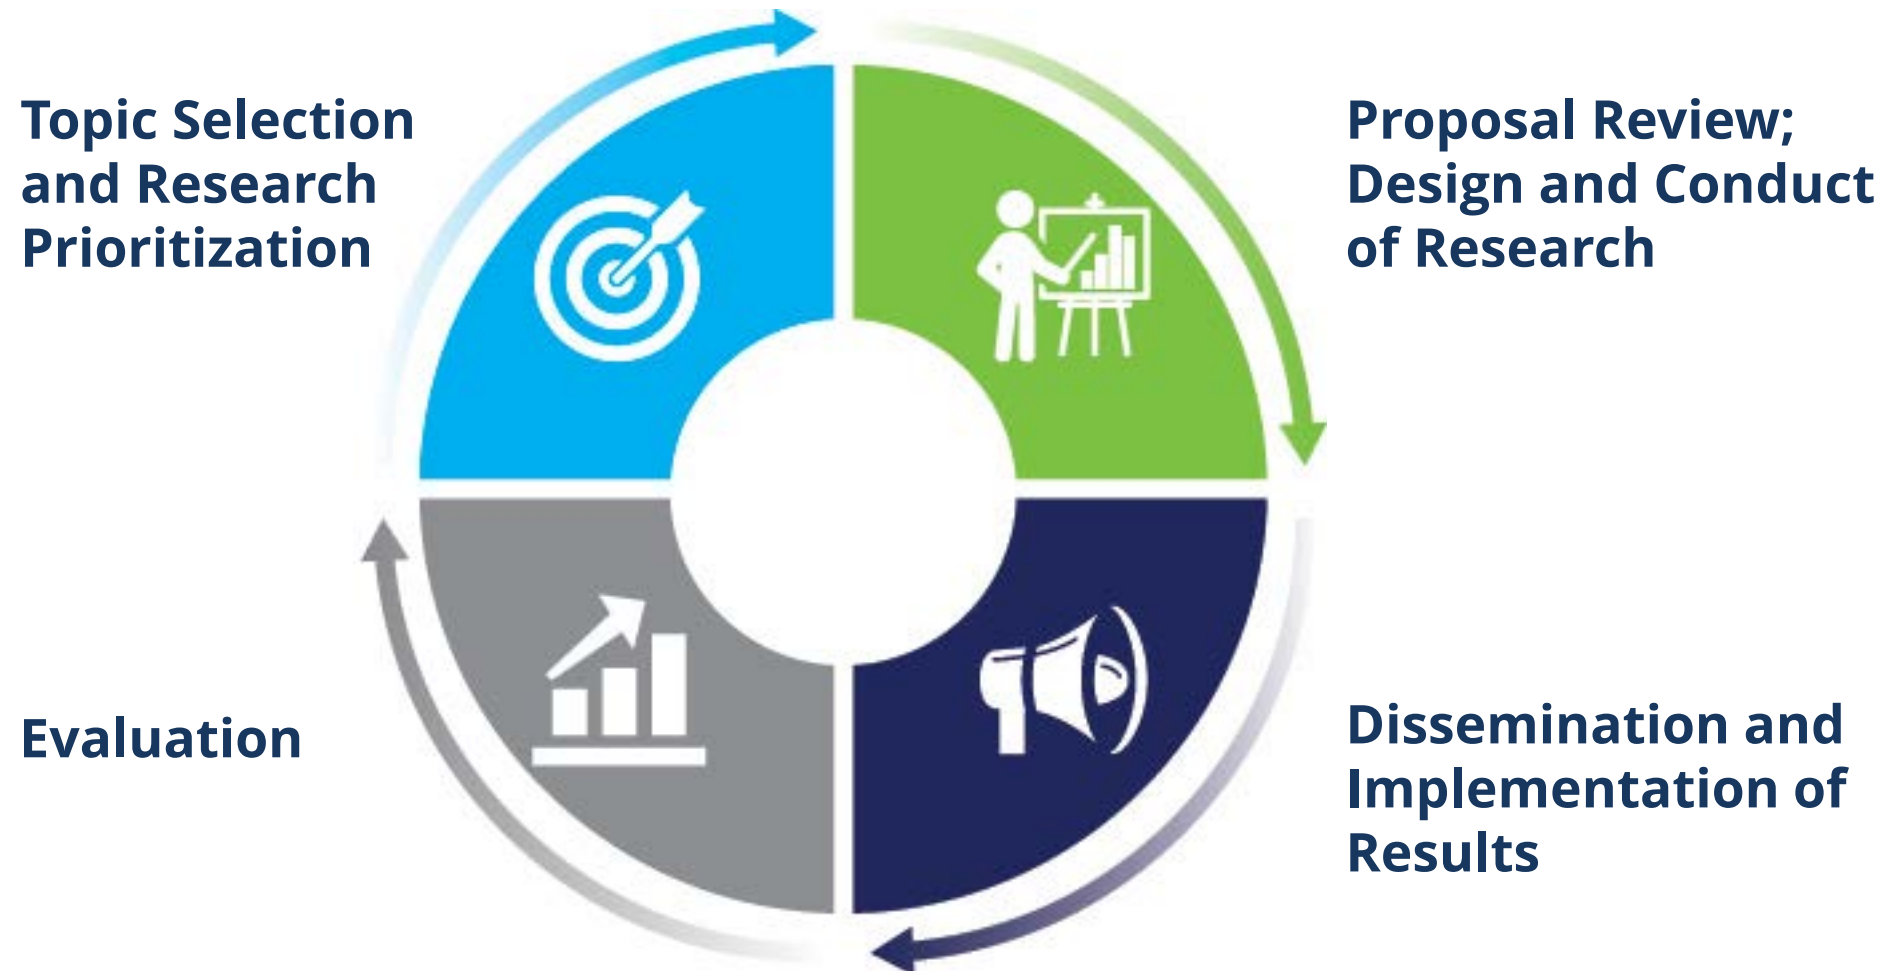 Topic Selection
and Research
Prioritization
Proposal Review;
Design and Conduct
of Research
Evaluation
Dissemination and
Implementation of
Results